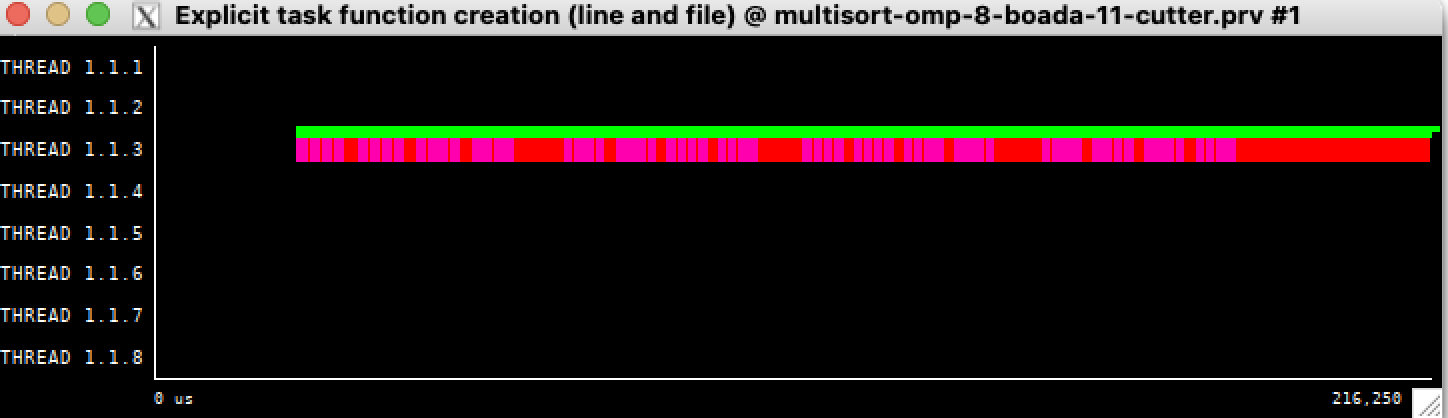 Explicit task function creation (line and file) @ multisort-omp-8-boada-11-cutter.prv #1
THREAD 1.1.1
THREAD 1.1.2
THREAD 1.1.3
THREAD 1.1.4
THREAD 1.1.5
THREAD 1.1.6
THREAD 1.1.7
THREAD 1.1.8
0 us 216,250